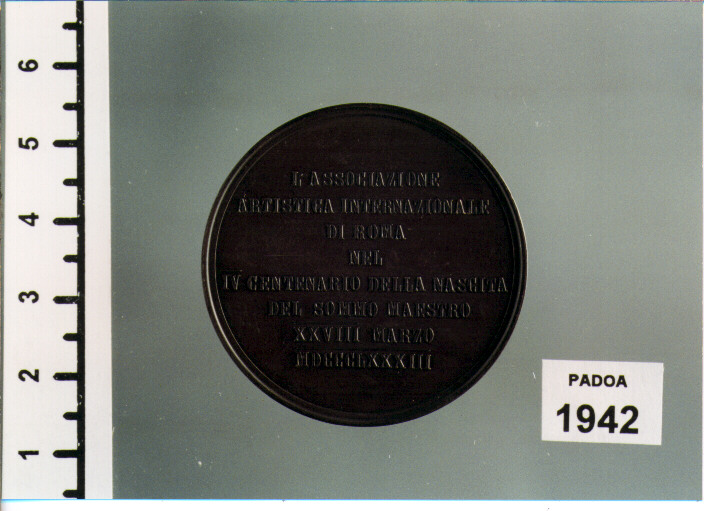 L'ASSOCIAZIONE
ARTISTICA INTERNAZIONALE
DI ROMA
NEL
IV CENTENARIO DELLA NASCITA
DEL SOMMO MAESTRO
XXVIII MARZO
MDCCCLXXXIII
PADOA
1942
6
5
4
3
2
1